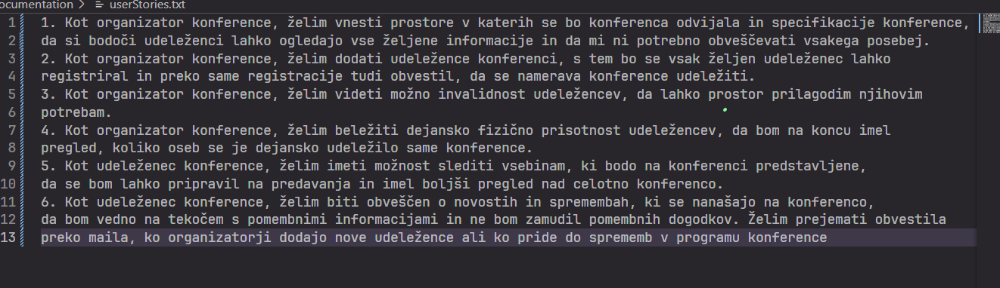 ocumentation > userStories.txt
1 1. Kot organizator konference, želim vnesti prostore v katerih se bo konferenca odvijala in specifikacije konference,
2 da si bodoči udeleženci lahko ogledajo vse željene informacije in da mi ni potrebno obveščevati vsakega posebej.
3 2. Kot organizator konference, želim dodati udeležence konferenci, s tem bo se vsak željen udeleženec lahko
4 registriral in preko same registracije tudi obvestil, da se namerava konference udeležiti.
5 3. Kot organizator konference, želim videti možno invalidnost udeležencev, da lahko prostor prilagodim njihovim
6 potrebam.
7 4. Kot organizator konference, želim beležiti dejansko fizično prisotnost udeležencev, da bom na koncu imel
8 pregled, koliko oseb se je dejansko udeležilo same konference.
9 5. Kot udeleženec konference, želim imeti možnost slediti vsebinam, ki bodo na konferenci predstavljene,
10 da se bom lahko pripravil na predavanja in imel boljši pregled nad celotno konferenco.
11 6. Kot udeleženec konference, želim biti obveščen o novostih in spremembah, ki se nanašajo na konferenco,
12 da bom vedno na tekočem s pomembnimi informacijami in ne bom zamudil pomembnih dogodkov. Želim prejemati obvestila
13 preko maila, ko organizatorji dodajo nove udeležence ali ko pride do sprememb v programu konference